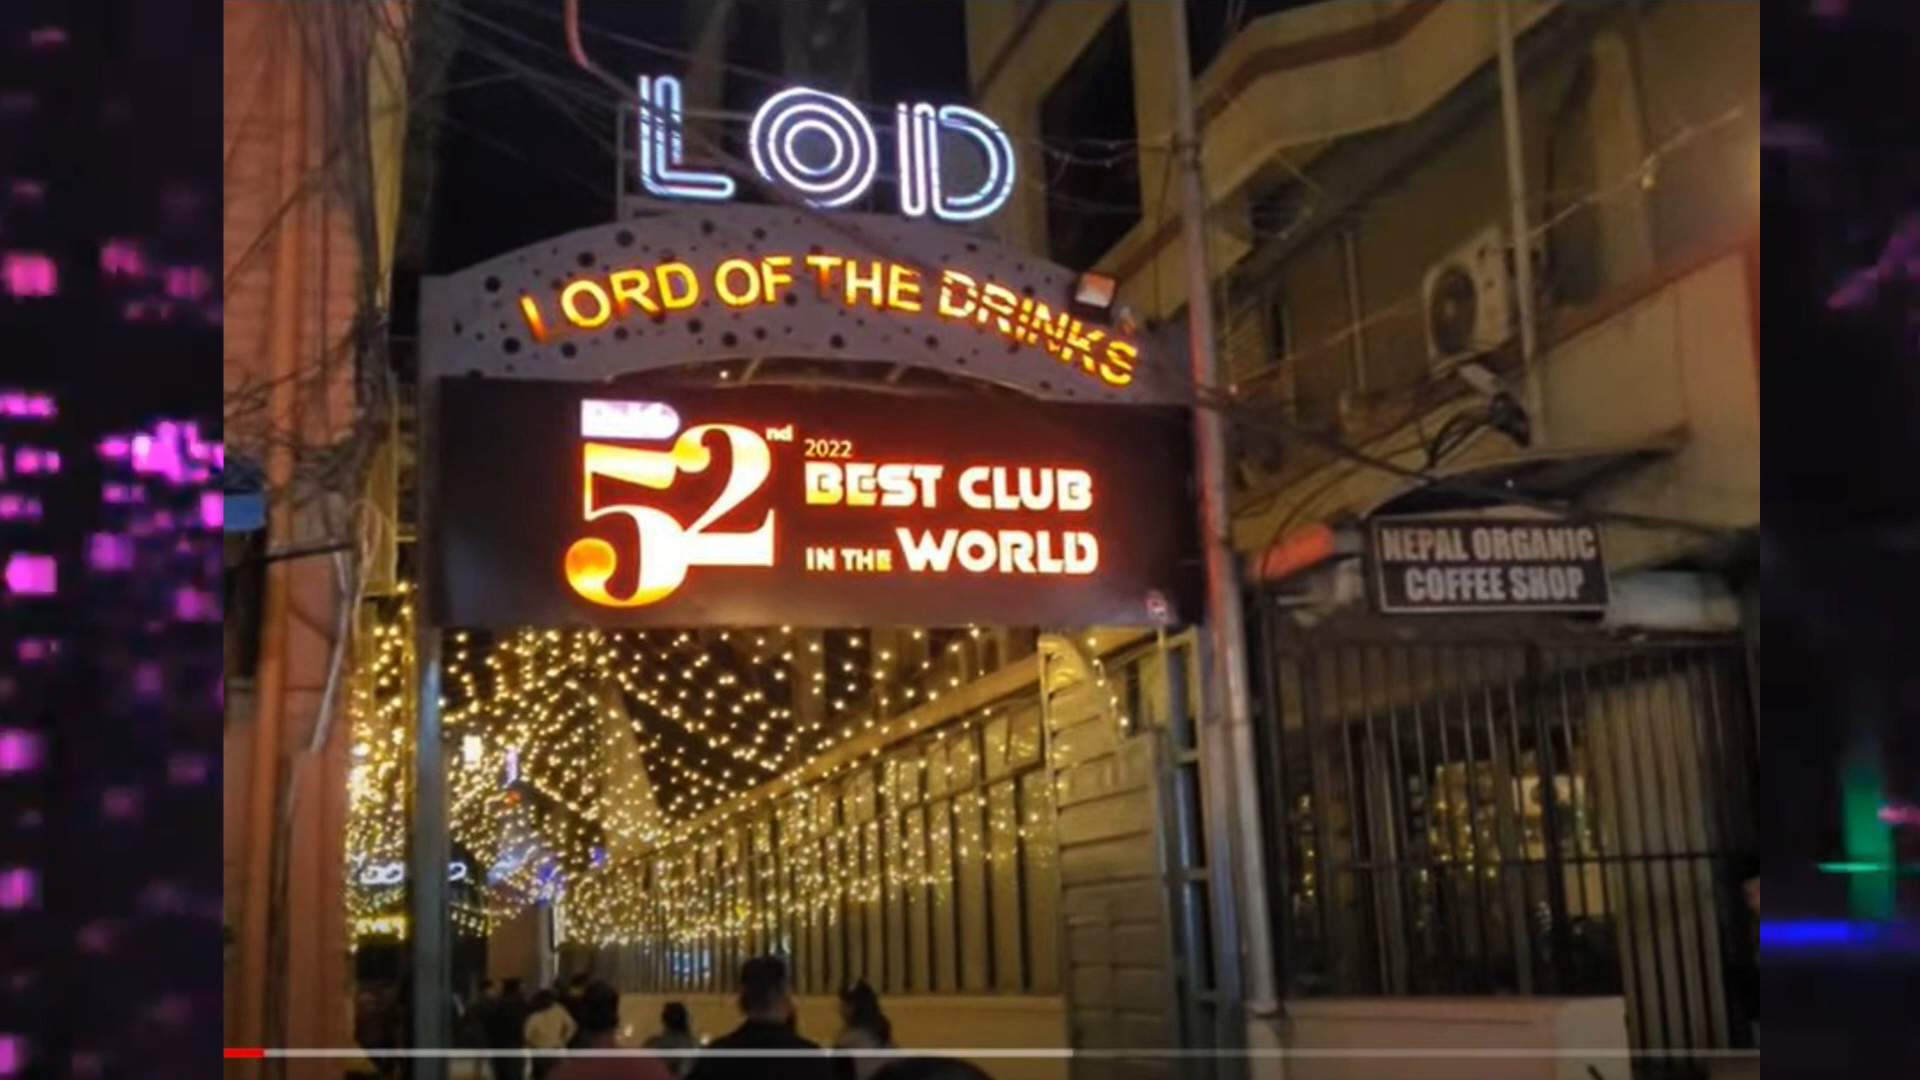 LOD
LORD OF THE DRINKS
52nd
2022
BEST CLUB
IN THE WORLD
NEPAL ORGANIC
COFFEE SHOP